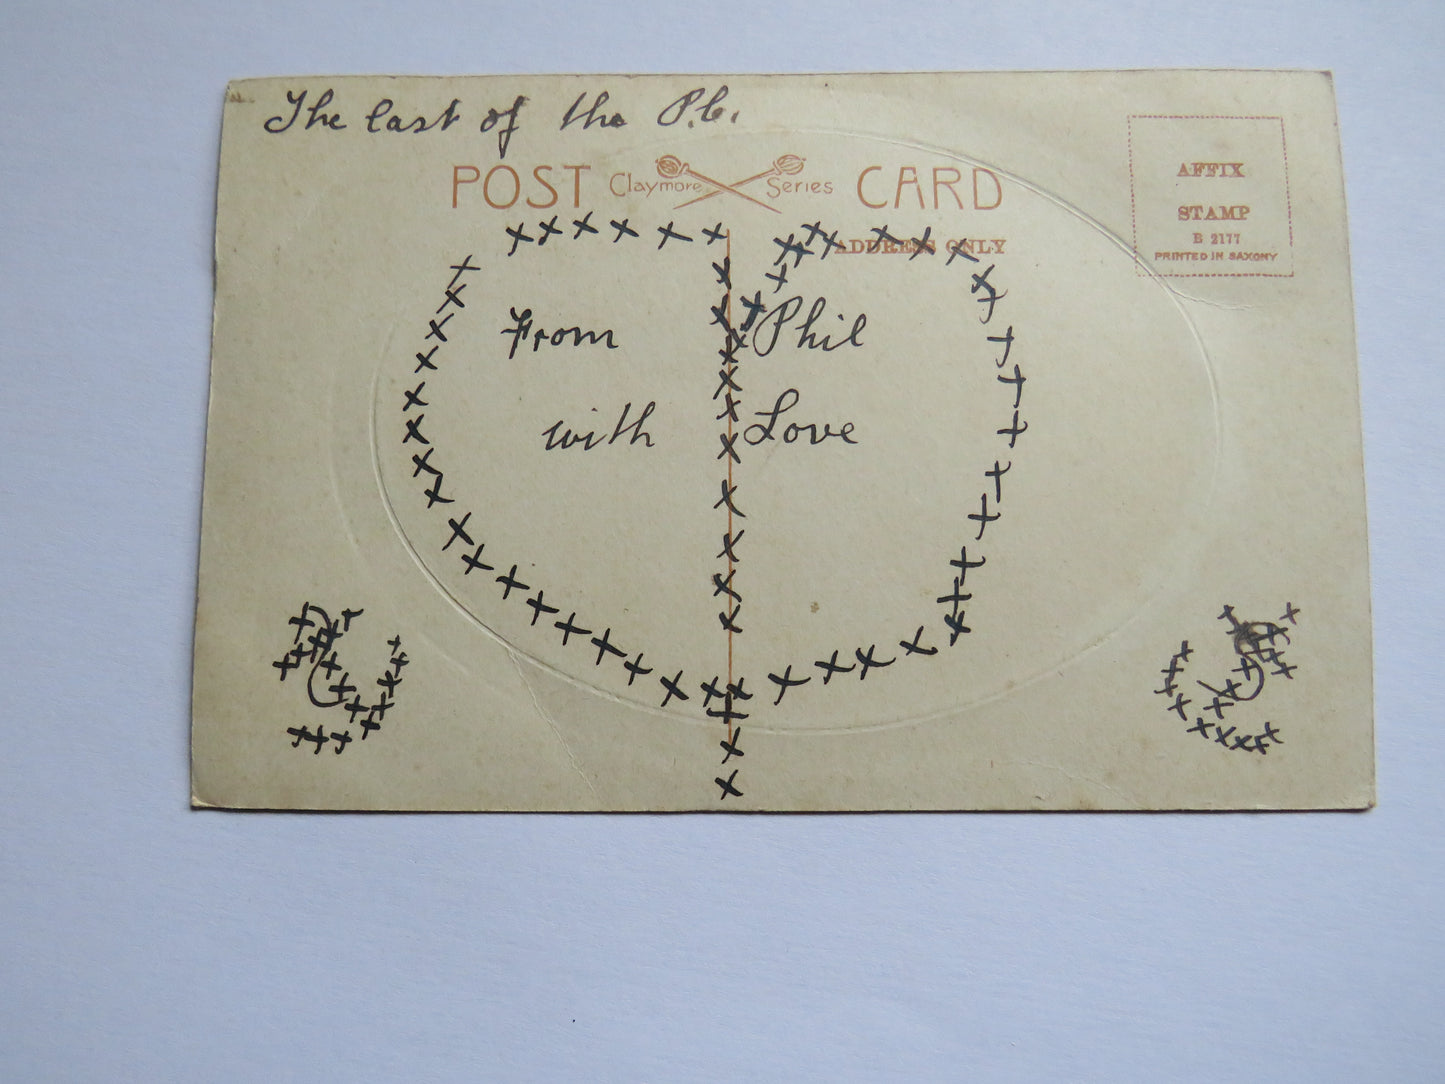 The last of the P.C.
POST Claymore Series CARD
ADDRESS ONLY
AFFIX
STAMP
B 2177
PRINTED IN SAXONY
From Phil
with Love